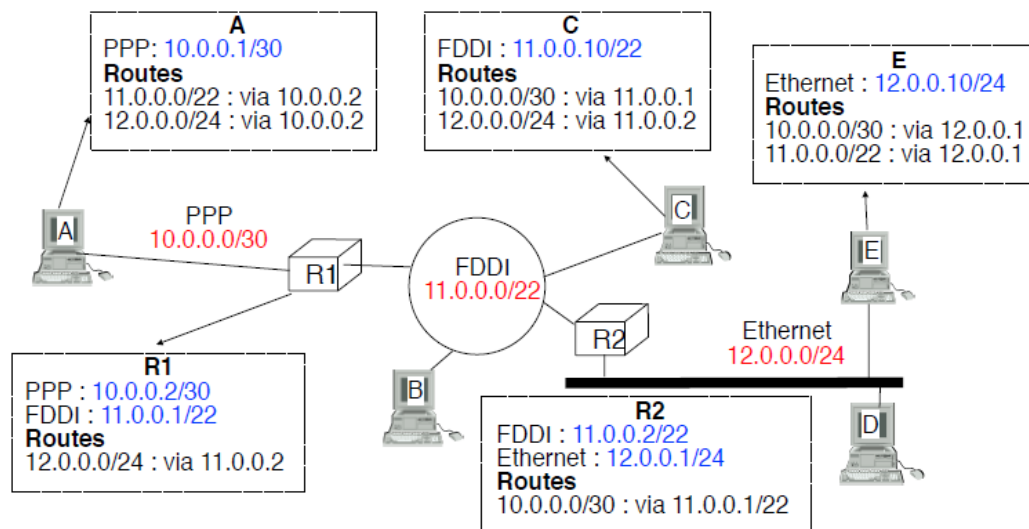 A
PPP: 10.0.0.1/30
Routes
11.0.0.0/22 : via 10.0.0.2
12.0.0.0/24 : via 10.0.0.2
C
FDDI : 11.0.0.10/22
Routes
10.0.0.0/30 : via 11.0.0.1
12.0.0.0/24 : via 11.0.0.2
E
Ethernet : 12.0.0.10/24
Routes
10.0.0.0/30 : via 12.0.0.1
11.0.0.0/22 : via 12.0.0.1
A
PPP
10.0.0.0/30
R1
FDDI
11.0.0.0/22
C
E
R2
Ethernet
12.0.0.0/24
B
D
R1
PPP : 10.0.0.2/30
FDDI : 11.0.0.1/22
Routes
12.0.0.0/24 : via 11.0.0.2
R2
FDDI : 11.0.0.2/22
Ethernet : 12.0.0.1/24
Routes
10.0.0.0/30 : via 11.0.0.1/22